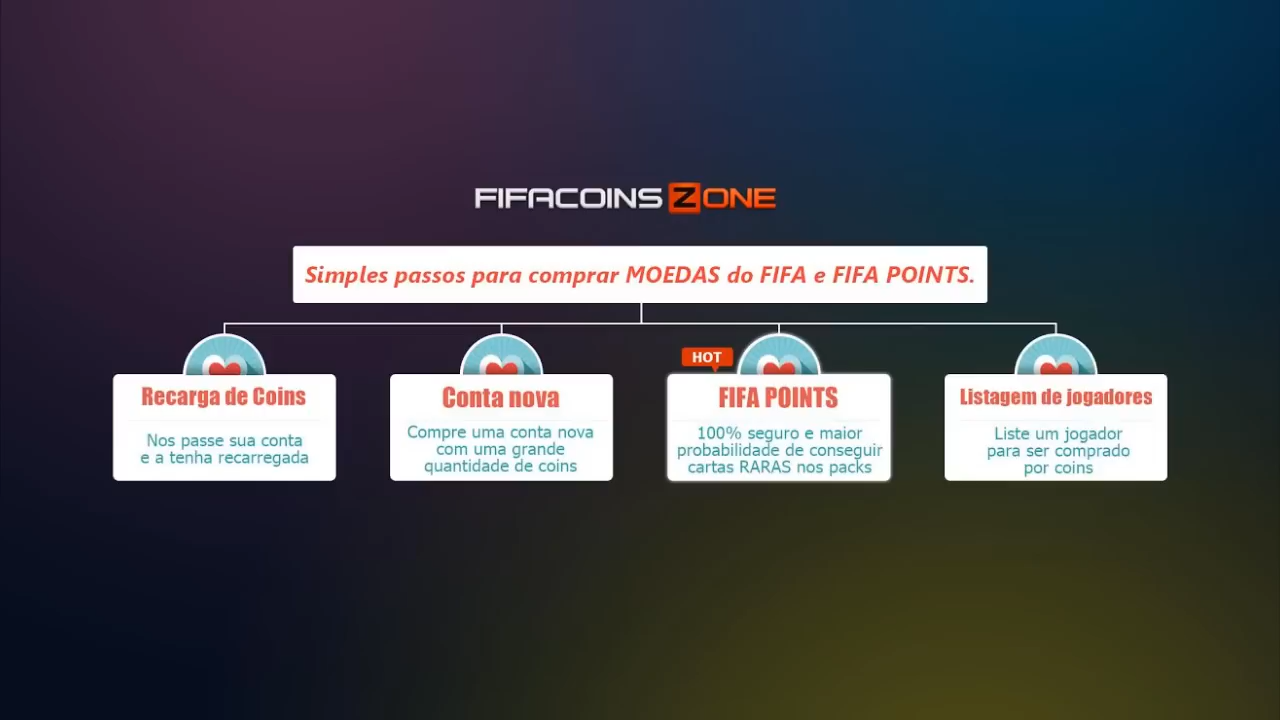 FIFACOINS ZONE
Simples passos para comprar MOEDAS do FIFA e FIFA POINTS.
Recarga de Coins
Nos passe sua conta
e a tenha recarregada
Conta nova
Compre uma conta nova
com uma grande
quantidade de coins
HOT
FIFA POINTS
100% seguro e maior
probabilidade de conseguir
cartas RARAS nos packs
Listagem de jogadores
Liste um jogador
para ser comprado
por coins